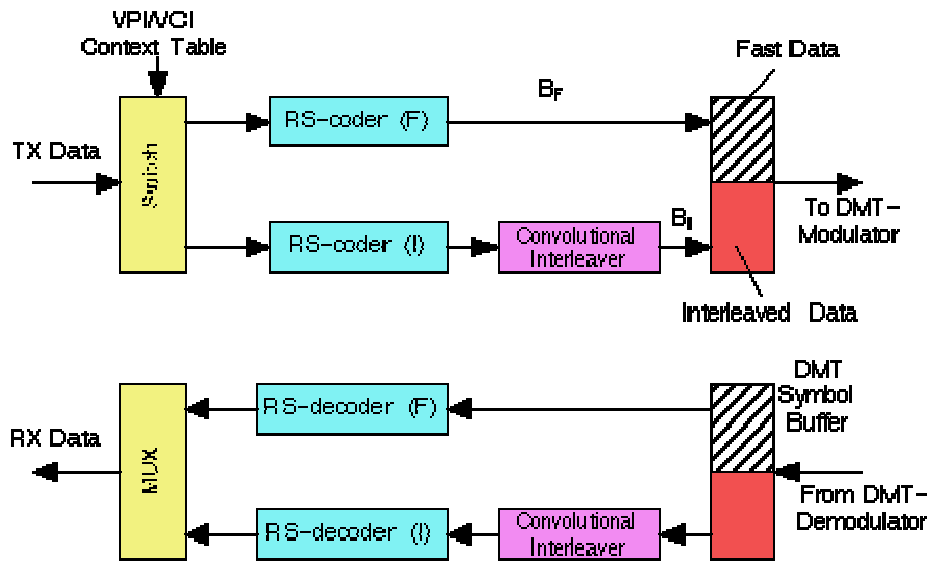 VPI/VCI
Context Table
Fast Data
BF
RS-coder (F)
TX Data
Switch
To DMT-
Modulator
BI
RS-coder (I)
Convolutional
Interleaver
Interleaved Data
DMT
Symbol
Buffer
RS-decoder (F)
RX Data
MUX
From DMT-
Demodulator
RS-decoder (I)
Convolutional
Interleaver